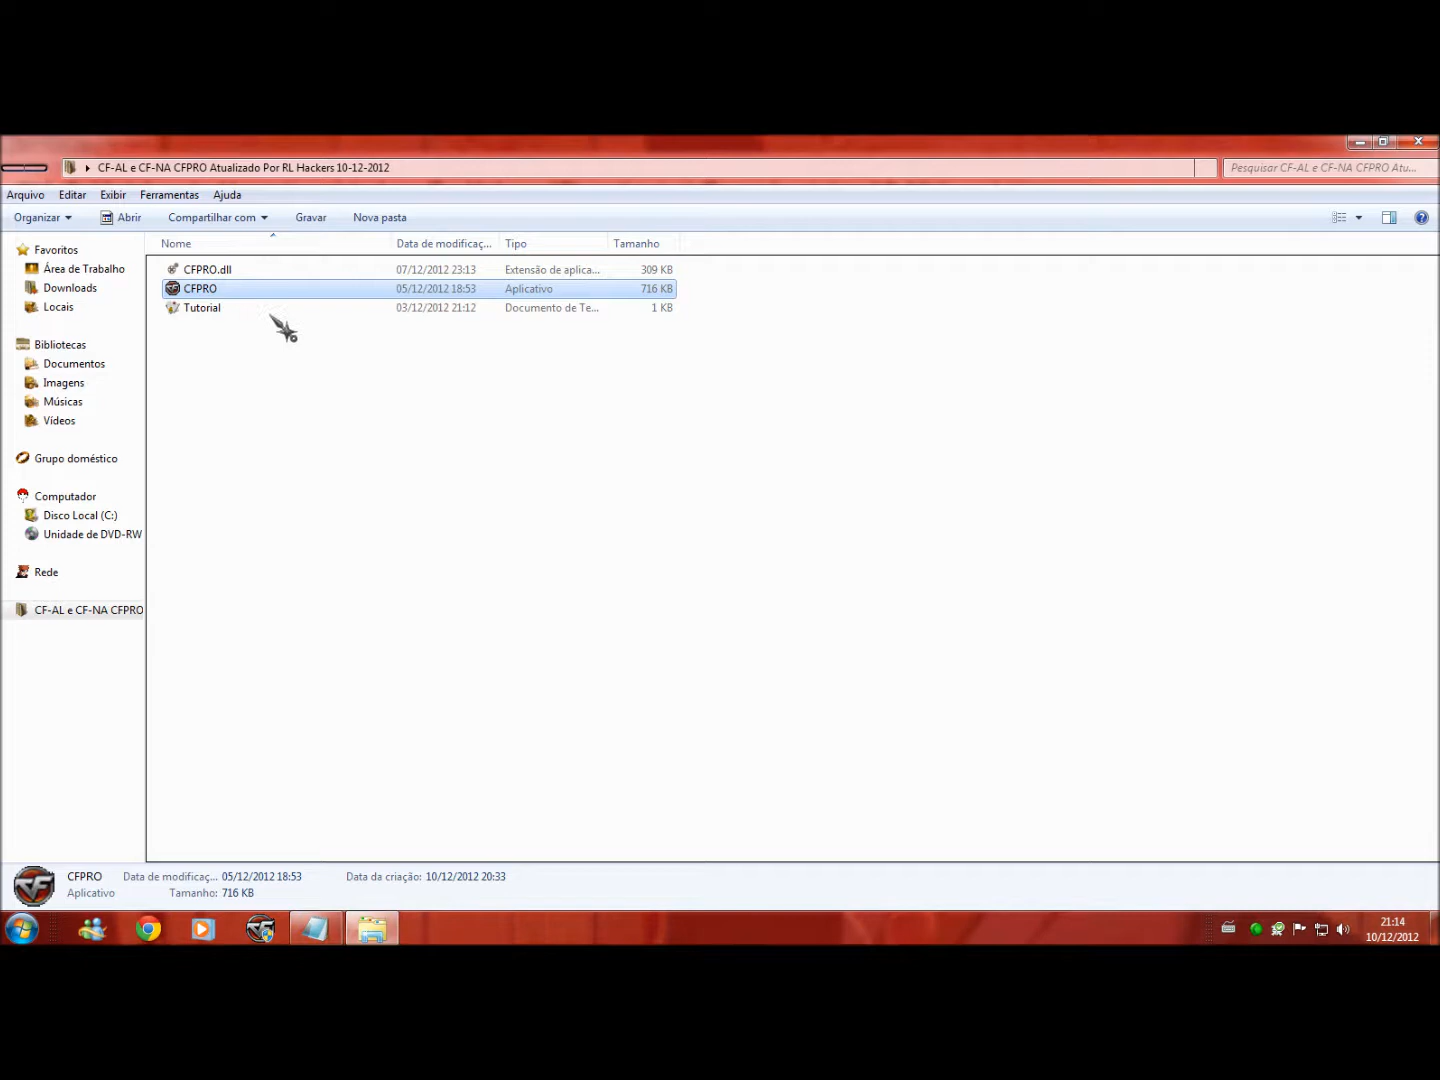 CF-AL e CF-NA CFPRO Atualizado Por RL Hackers 10-12-2012
Pesquisar CF-AL e CF-NA CFPRO Atu...
Arquivo Editar Exibir Ferramentas Ajuda
Organizar Abrir Compartilhar com Gravar Nova pasta
Nome Data de modificaç... Tipo Tamanho
CFPRO.dll 07/12/2012 23:13 Extensão de aplica... 309 KB
CFPRO 05/12/2012 18:53 Aplicativo 716 KB
Tutorial 03/12/2012 21:12 Documento de Te... 1 KB
Favoritos
Área de Trabalho
Downloads
Locais
Bibliotecas
Documentos
Imagens
Músicas
Vídeos
Grupo doméstico
Computador
Disco Local (C:)
Unidade de DVD-RW
Rede
CF-AL e CF-NA CFPRO
CFPRO Data de modificaç... 05/12/2012 18:53 Data da criação: 10/12/2012 20:33
Aplicativo Tamanho: 716 KB
21:14
10/12/2012